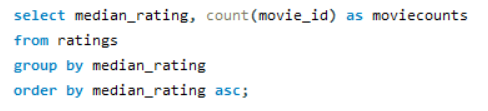 select median_rating, count(movie_id) as moviecounts
from ratings
group by median_rating
order by median_rating asc;